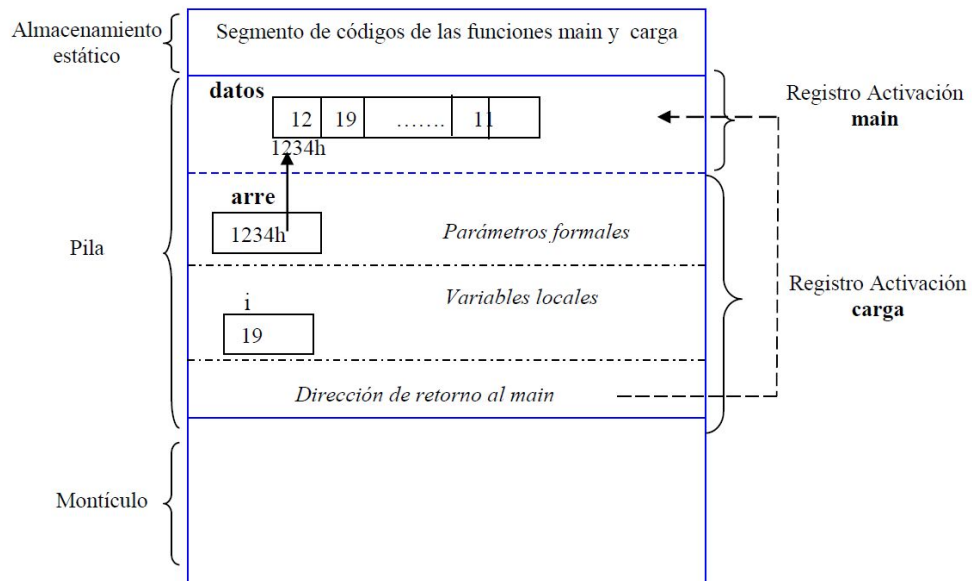 Almacenamiento
estático
Segmento de códigos de las funciones main y carga
datos
12 19 ....... 11
1234h
Registro Activación
main
Pila
arre
1234h
Parámetros formales
Variables locales
i
19
Registro Activación
carga
Dirección de retorno al main
Montículo